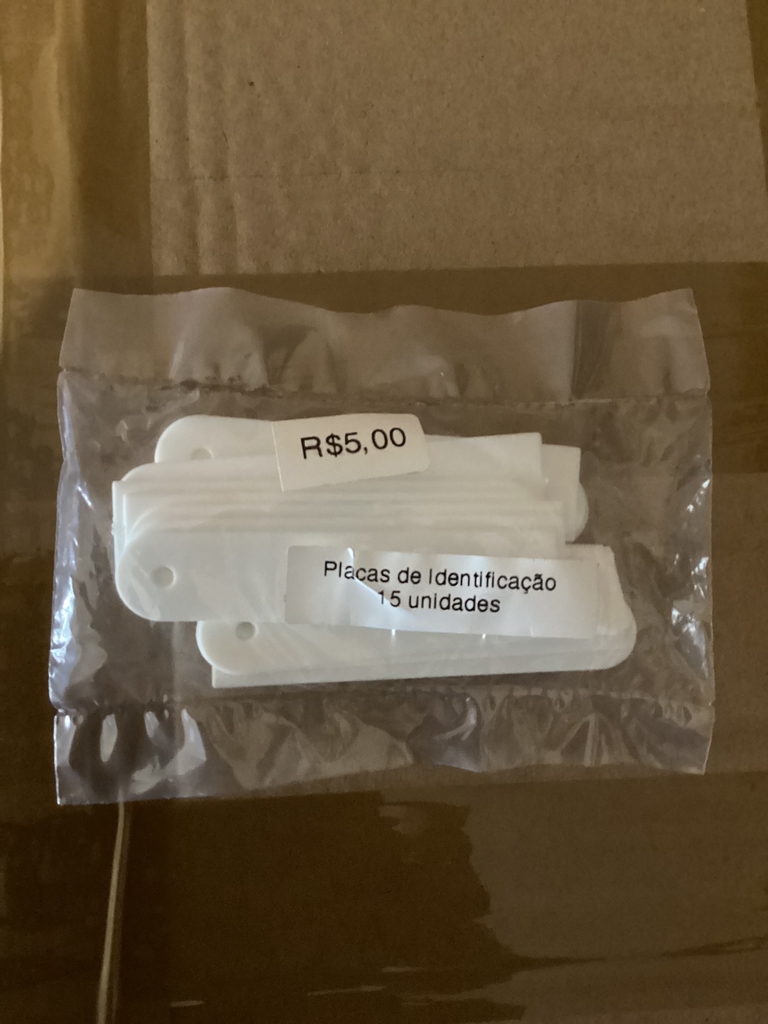 R$5,00
Placas de Identificação
15 unidades